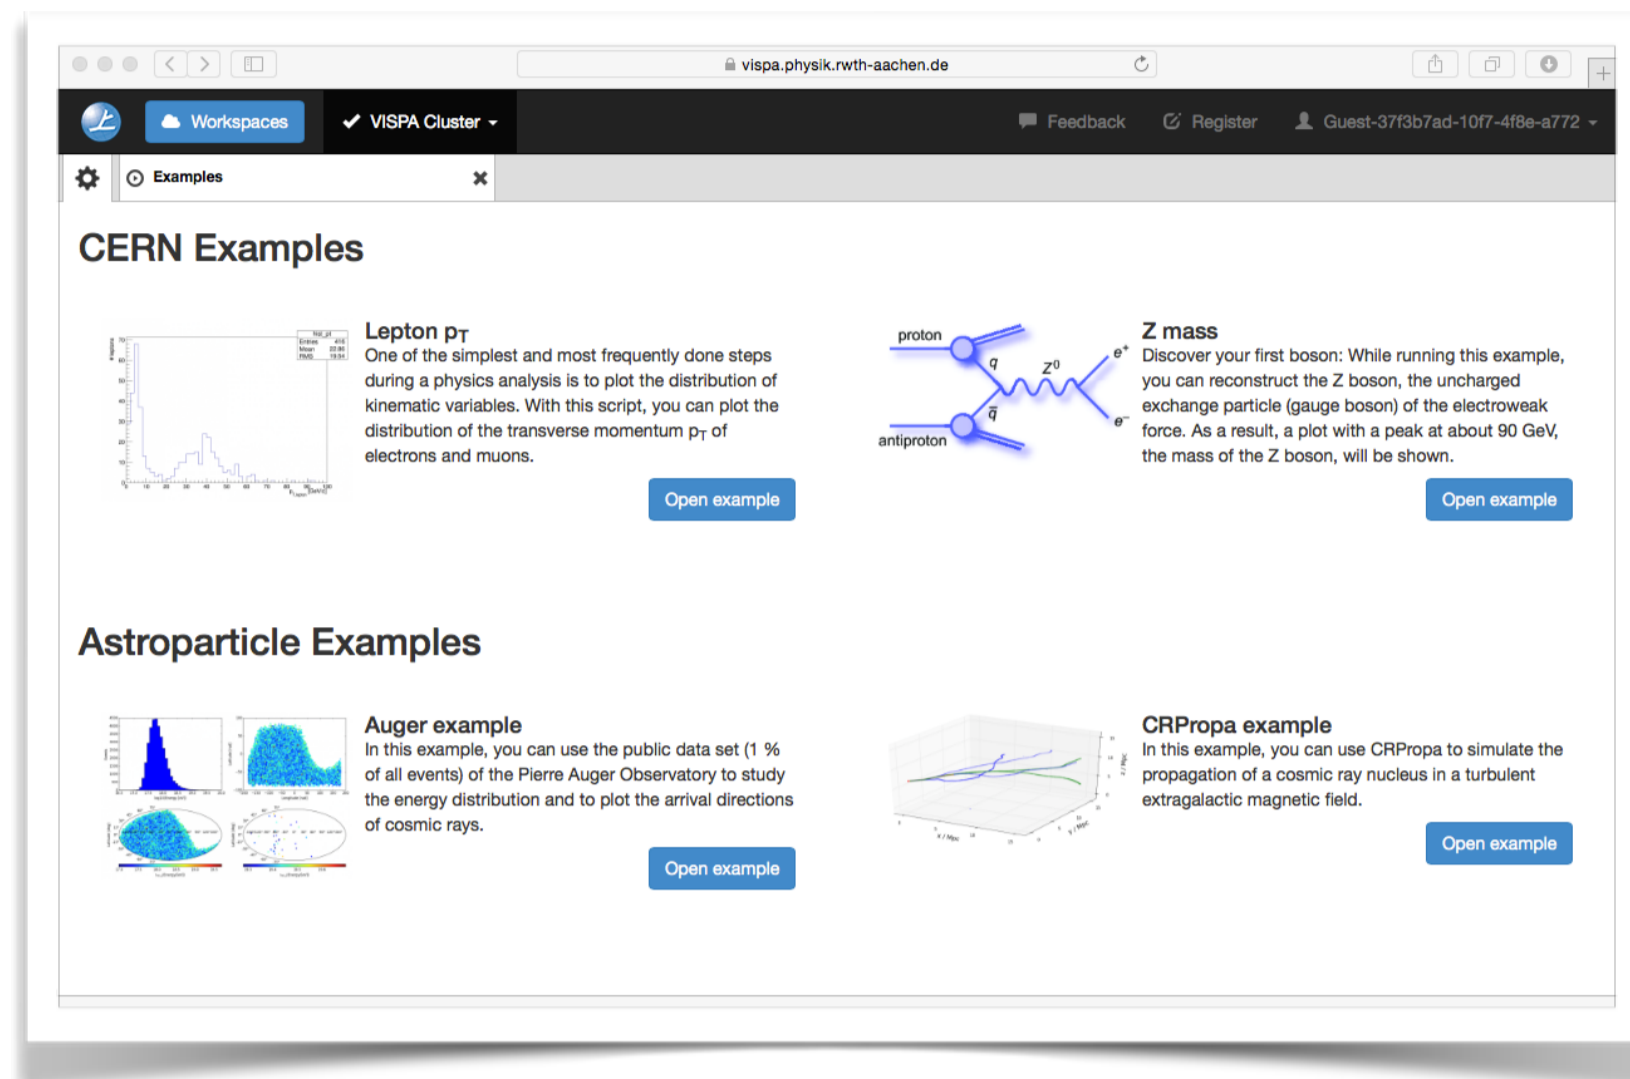 vispa.physik.rwth-aachen.de
Workspaces
VISPA Cluster
Feedback
Register
Guest-37f3b7ad-10f7-4f8e-a772
Examples
CERN Examples
Lepton pT
One of the simplest and most frequently done steps
during a physics analysis is to plot the distribution of
kinematic variables. With this script, you can plot the
distribution of the transverse momentum pT of
electrons and muons.
Open example
proton
antiproton
q
q̅
Z⁰
e⁺
e⁻
Z mass
Discover your first boson: While running this example,
you can reconstruct the Z boson, the uncharged
exchange particle (gauge boson) of the electroweak
force. As a result, a plot with a peak at about 90 GeV,
the mass of the Z boson, will be shown.
Open example
Astroparticle Examples
Auger example
In this example, you can use the public data set (1 %
of all events) of the Pierre Auger Observatory to study
the energy distribution and to plot the arrival directions
of cosmic rays.
Open example
x / Mpc
y / Mpc
z / Mpc
CRPropa example
In this example, you can use CRPropa to simulate the
propagation of a cosmic ray nucleus in a turbulent
extragalactic magnetic field.
Open example